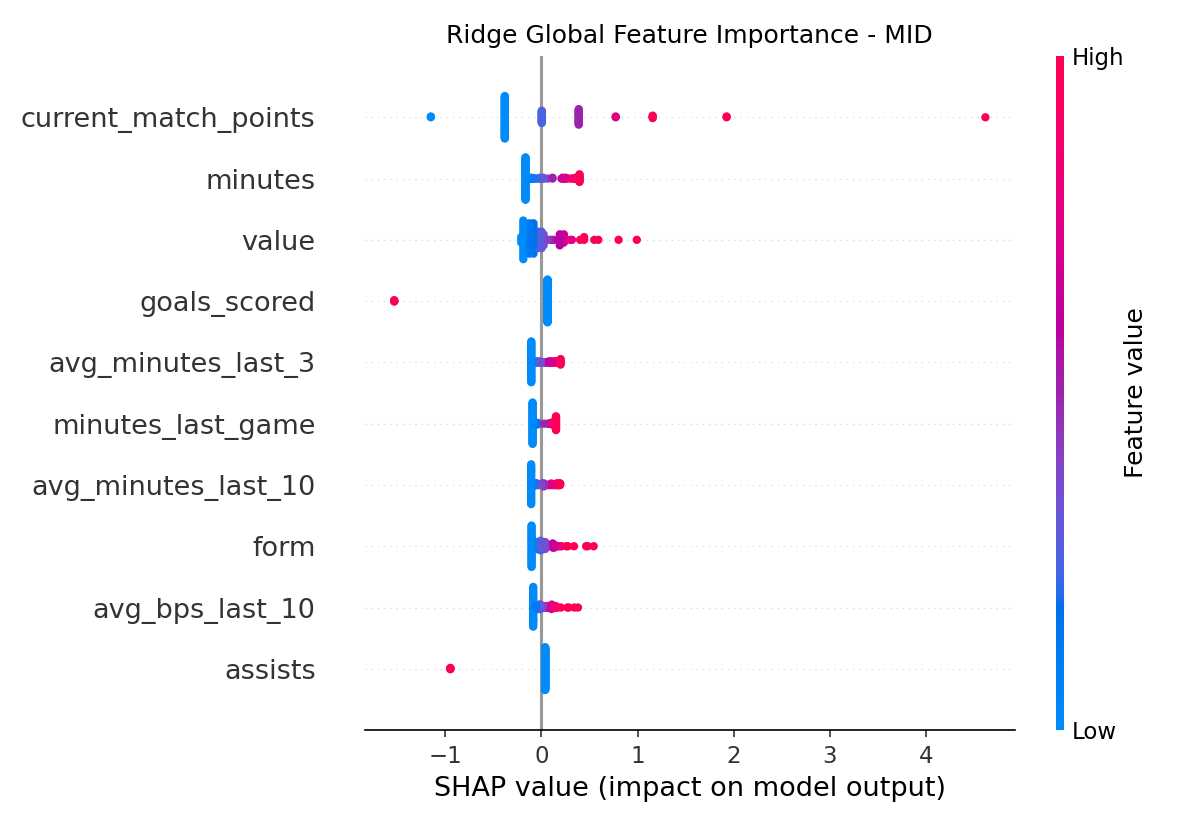 Ridge Global Feature Importance - MID
High
current_match_points
minutes
value
goals_scored
avg_minutes_last_3
minutes_last_game
avg_minutes_last_10
form
avg_bps_last_10
assists
Feature value
Low
−1 0 1 2 3 4
SHAP value (impact on model output)